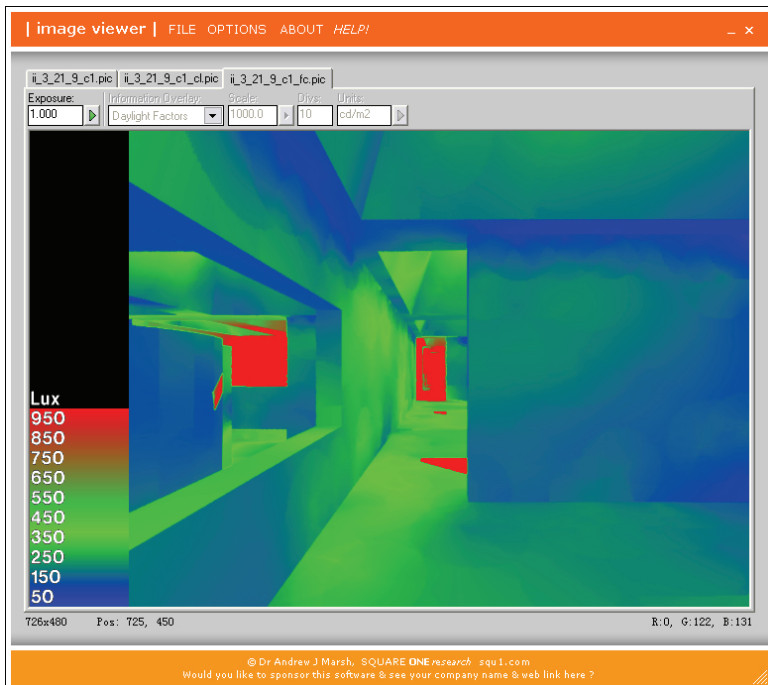 | image viewer | FILE OPTIONS ABOUT HELP! _ ×
ii_3_21_9_c1.pic ii_3_21_9_c1_cl.pic ii_3_21_9_c1_fc.pic
Exposure: Information Overlay: Scale: Divs: Units:
1.000 Daylight Factors 1000.0 10 cd/m2
Lux
950
850
750
650
550
450
350
250
150
50
726x480 Pos: 725, 450 R:0, G:122, B:131
© Dr Andrew J Marsh, SQUARE ONE research squ1.com
Would you like to sponsor this software & see your company name & web link here ?